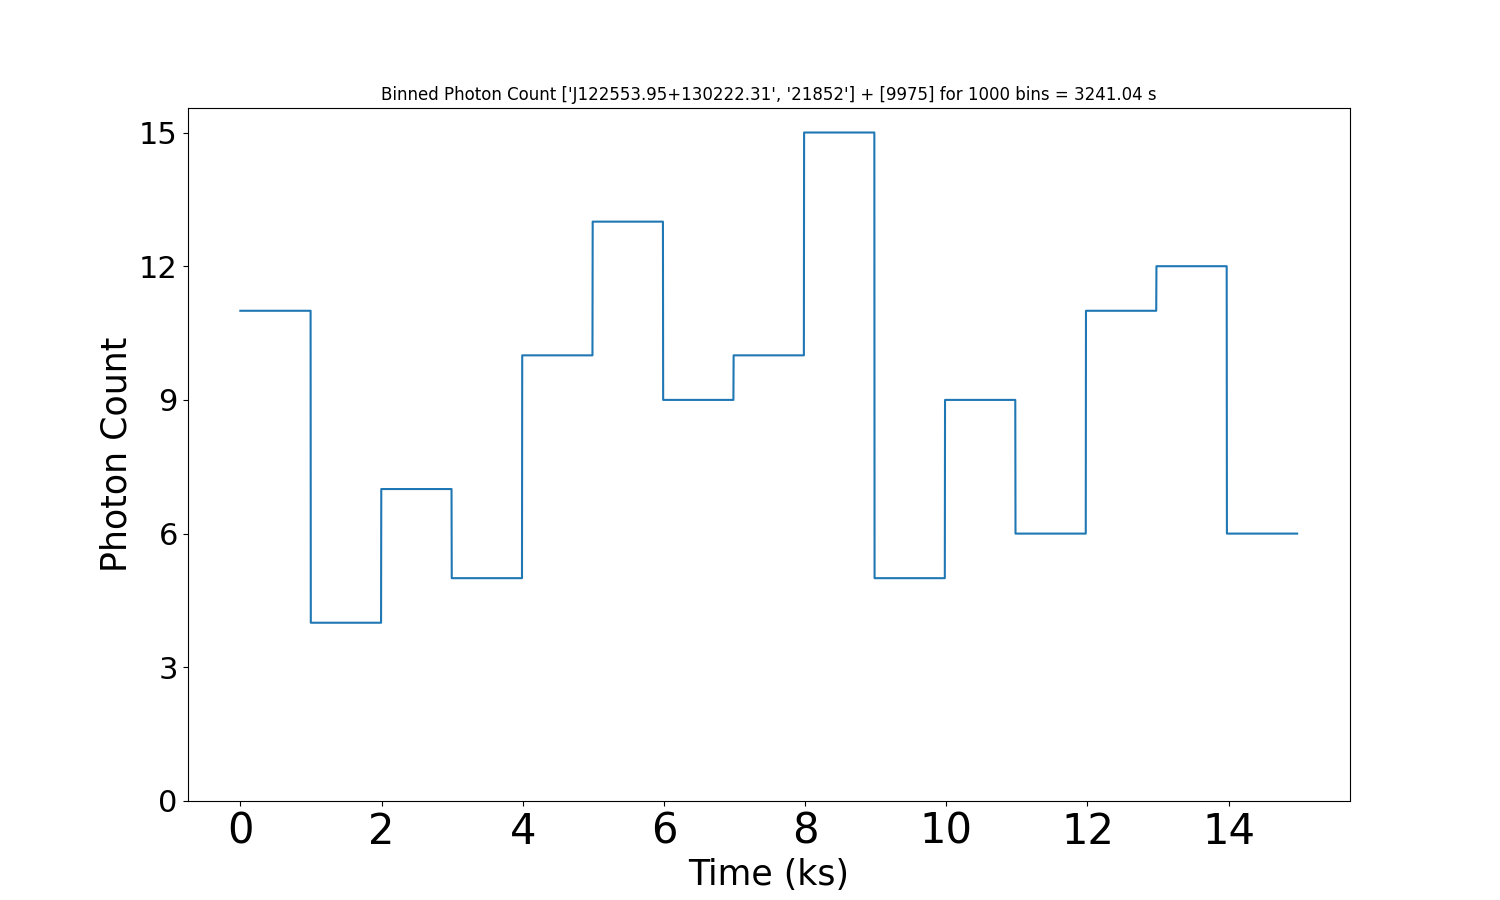 Binned Photon Count ['J122553.95+130222.31', '21852'] + [9975] for 1000 bins = 3241.04 s
15
12
9
6
3
0
Photon Count
0 2 4 6 8 10 12 14
Time (ks)